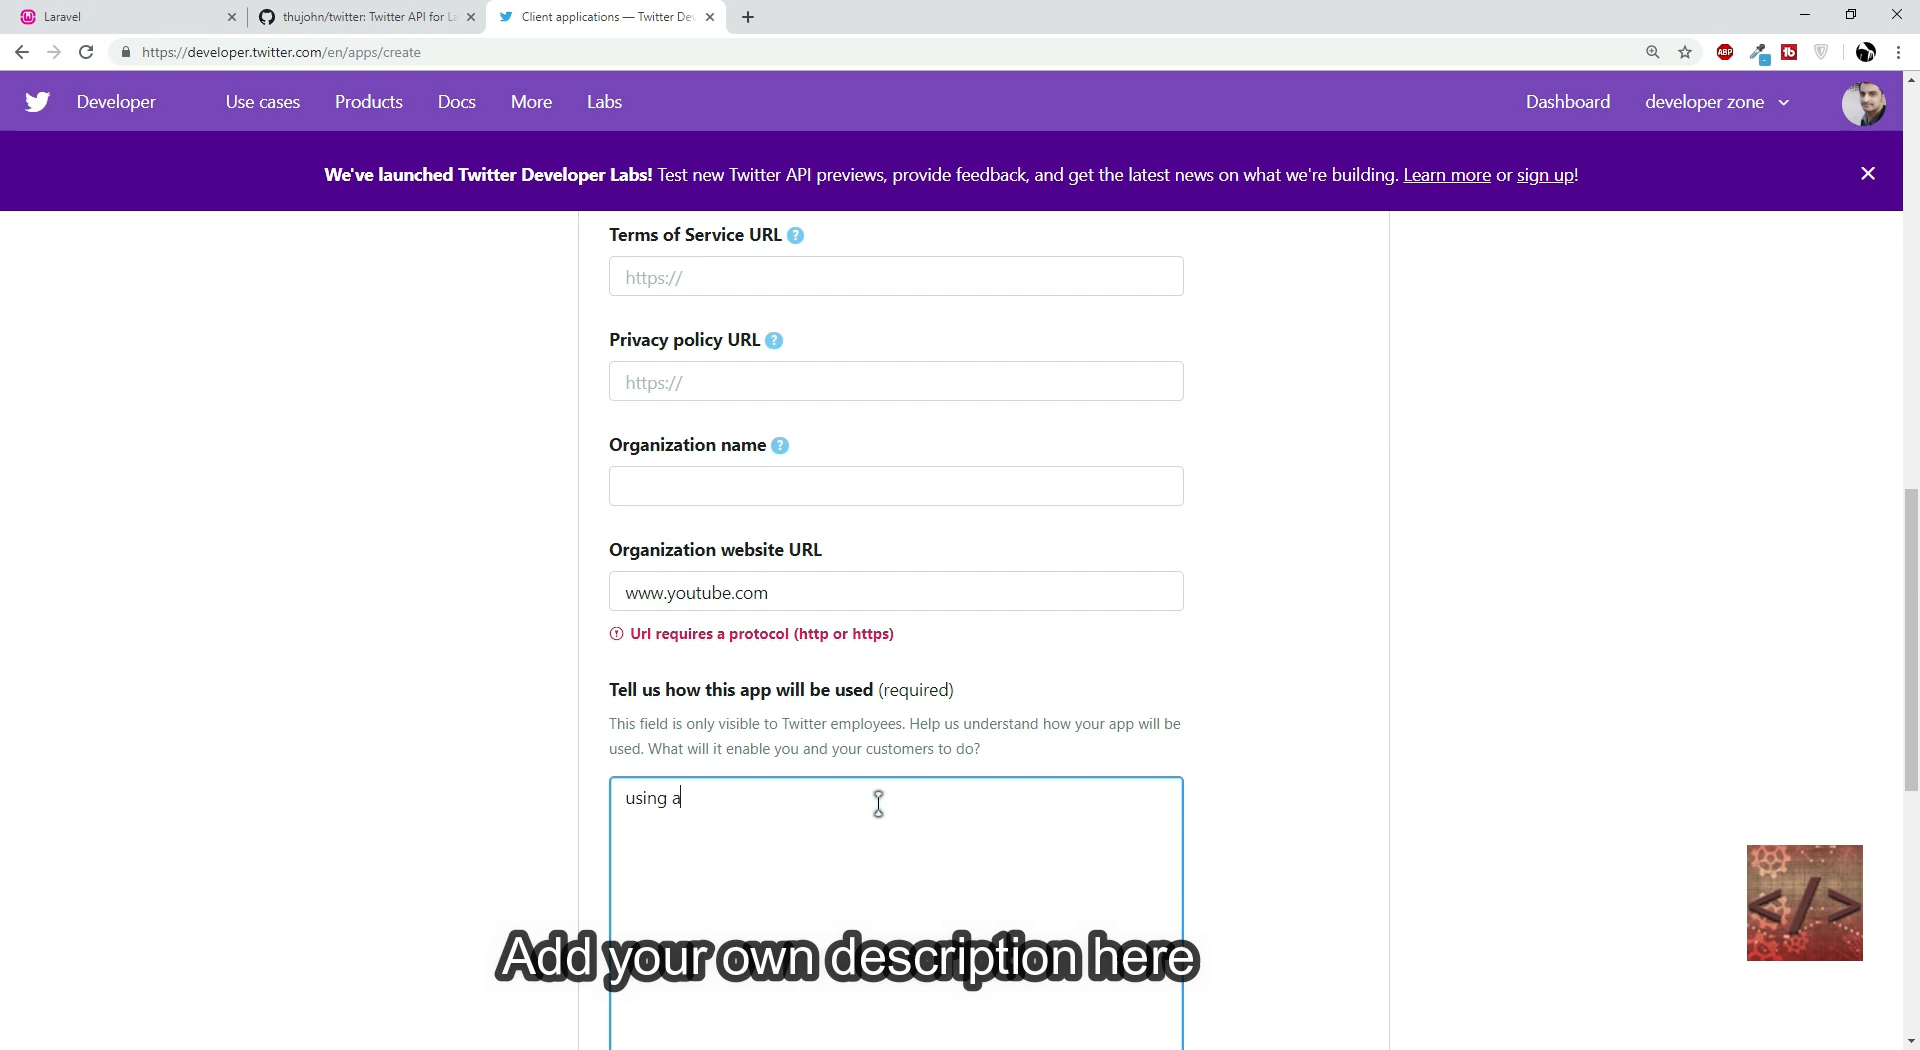 Laravel
thujohn/twitter: Twitter API for La
Client applications — Twitter Dev
https://developer.twitter.com/en/apps/create
ABP
Developer
Use cases
Products
Docs
More
Labs
Dashboard
developer zone
We've launched Twitter Developer Labs! Test new Twitter API previews, provide feedback, and get the latest news on what we're building. Learn more or sign up!
Terms of Service URL ?
https://
Privacy policy URL ?
https://
Organization name ?
Organization website URL
www.youtube.com
Url requires a protocol (http or https)
Tell us how this app will be used (required)
This field is only visible to Twitter employees. Help us understand how your app will be
used. What will it enable you and your customers to do?
using a
</>
Add your own description here